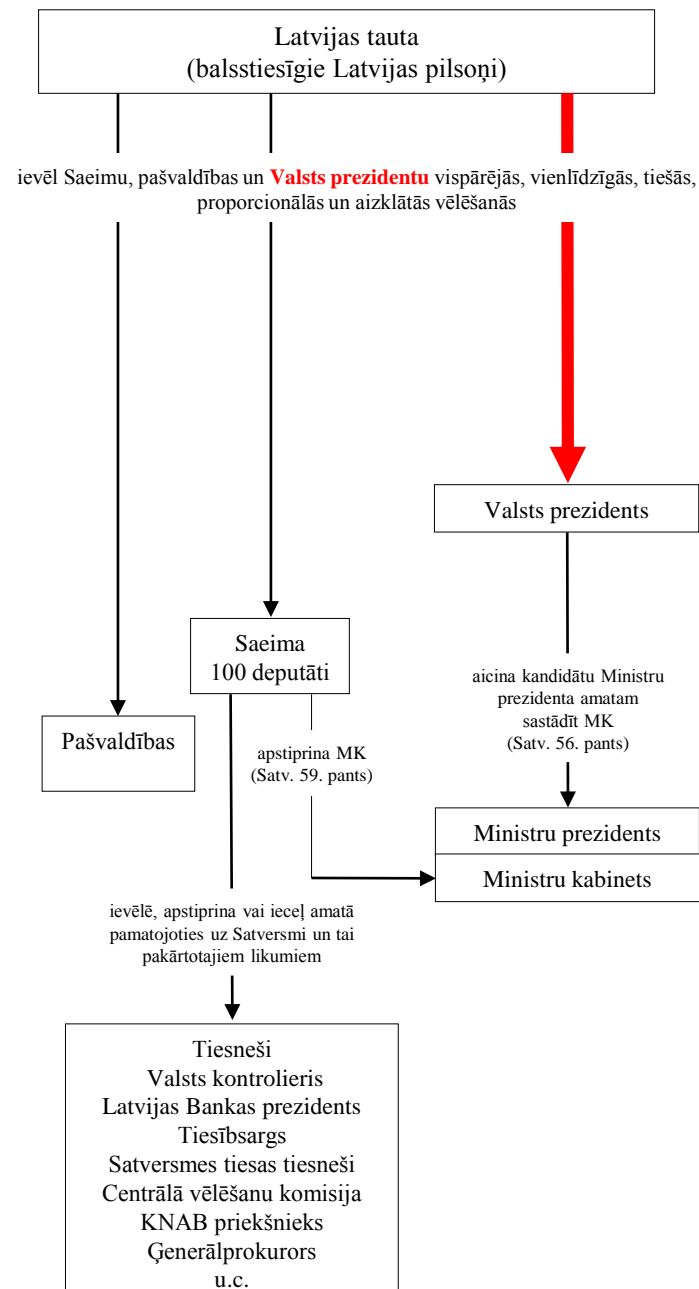 Latvijas tauta
(balsstiesīgie Latvijas pilsoņi)
ievēl Saeimu, pašvaldības un Valsts prezidentu vispārējās, vienlīdzīgās, tiešās,
proporcionālās un aizklātās vēlēšanās
Valsts prezidents
Saeima
100 deputāti
aicina kandidātu Ministru
prezidenta amatam
sastādīt MK
(Satv. 56. pants)
Pašvaldības
apstiprina MK
(Satv. 59. pants)
Ministru prezidents
Ministru kabinets
ievēlē, apstiprina vai ieceļ amatā
pamatojoties uz Satversmi un tai
pakārtotajiem likumiem
Tiesneši
Valsts kontrolieris
Latvijas Bankas prezidents
Tiesībsargs
Satversmes tiesas tiesneši
Centrālā vēlēšanu komisija
KNAB priekšnieks
Ģenerālprokurors
u.c.